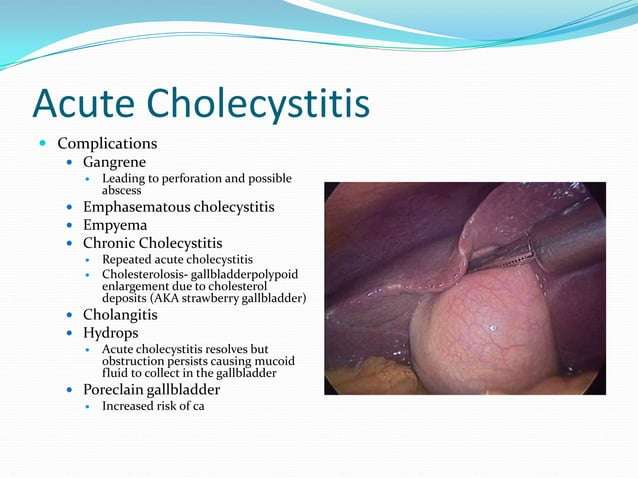 Acute Cholecystitis
Complications
Gangrene
Leading to perforation and possible
abscess
Emphasematous cholecystitis
Empyema
Chronic Cholecystitis
Repeated acute cholecystitis
Cholesterolosis- gallbladderpolypoid
enlargement due to cholesterol
deposits (AKA strawberry gallbladder)
Cholangitis
Hydrops
Acute cholecystitis resolves but
obstruction persists causing mucoid
fluid to collect in the gallbladder
Poreclain gallbladder
Increased risk of ca